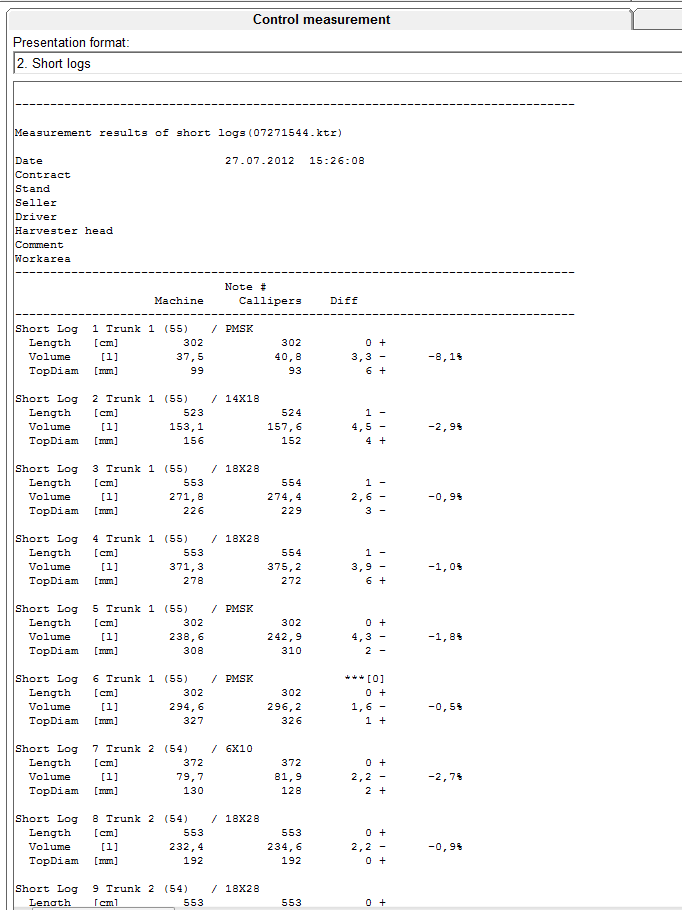 Control measurement
Presentation format:
2. Short logs
--------------------------------------------------------------------------------
Measurement results of short logs(07271544.ktr)
Date 27.07.2012 15:26:08
Contract
Stand
Seller
Driver
Harvester head
Comment
Workarea
--------------------------------------------------------------------------------
Note #
Machine Callipers Diff
--------------------------------------------------------------------------------
Short Log 1 Trunk 1 (55) / PMSK
Length [cm] 302 302 0 +
Volume [l] 37,5 40,8 3,3 - -8,1%
TopDiam [mm] 99 93 6 +
Short Log 2 Trunk 1 (55) / 14X18
Length [cm] 523 524 1 -
Volume [l] 153,1 157,6 4,5 - -2,9%
TopDiam [mm] 156 152 4 +
Short Log 3 Trunk 1 (55) / 18X28
Length [cm] 553 554 1 -
Volume [l] 271,8 274,4 2,6 - -0,9%
TopDiam [mm] 226 229 3 -
Short Log 4 Trunk 1 (55) / 18X28
Length [cm] 553 554 1 -
Volume [l] 371,3 375,2 3,9 - -1,0%
TopDiam [mm] 278 272 6 +
Short Log 5 Trunk 1 (55) / PMSK
Length [cm] 302 302 0 +
Volume [l] 238,6 242,9 4,3 - -1,8%
TopDiam [mm] 308 310 2 -
Short Log 6 Trunk 1 (55) / PMSK ***[0]
Length [cm] 302 302 0 +
Volume [l] 294,6 296,2 1,6 - -0,5%
TopDiam [mm] 327 326 1 +
Short Log 7 Trunk 2 (54) / 6X10
Length [cm] 372 372 0 +
Volume [l] 79,7 81,9 2,2 - -2,7%
TopDiam [mm] 130 128 2 +
Short Log 8 Trunk 2 (54) / 18X28
Length [cm] 553 553 0 +
Volume [l] 232,4 234,6 2,2 - -0,9%
TopDiam [mm] 192 192 0 +
Short Log 9 Trunk 2 (54) / 18X28
Length [cm] 553 553 0 +